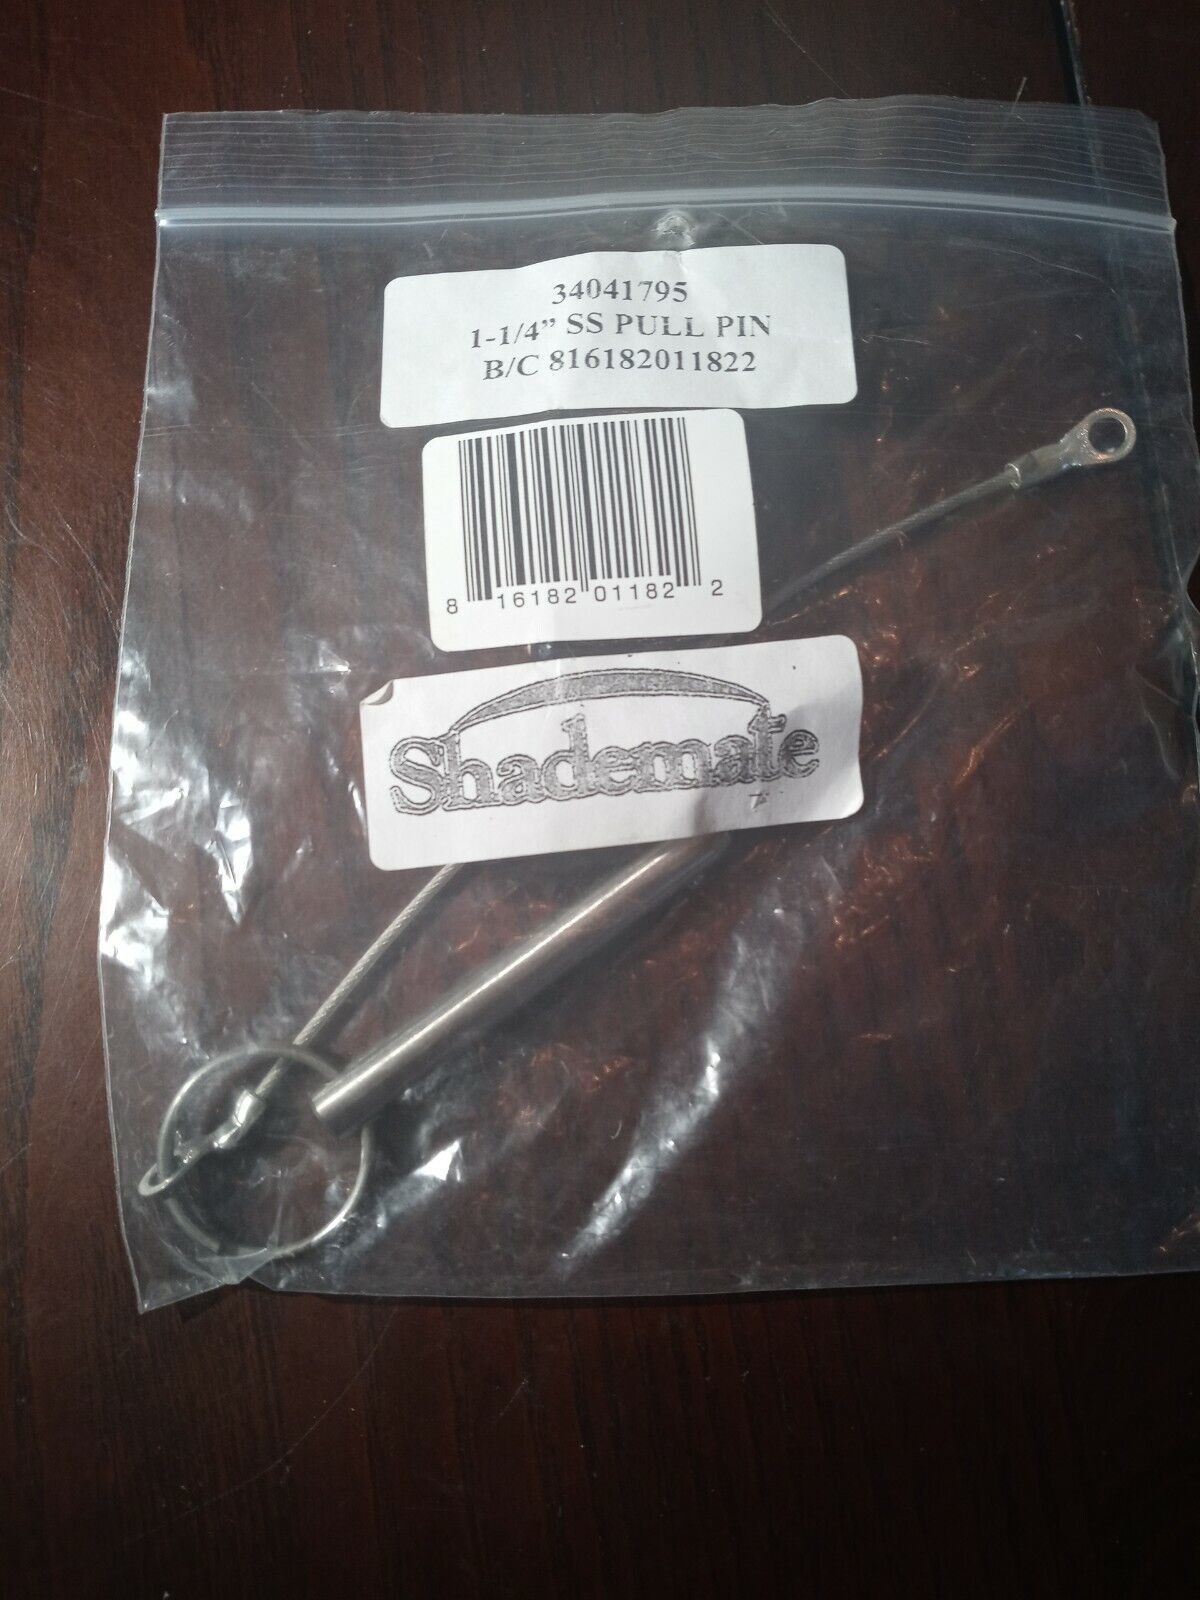 34041795
1-1/4” SS PULL PIN
B/C 816182011822
8 16182 01182 2
Shademate